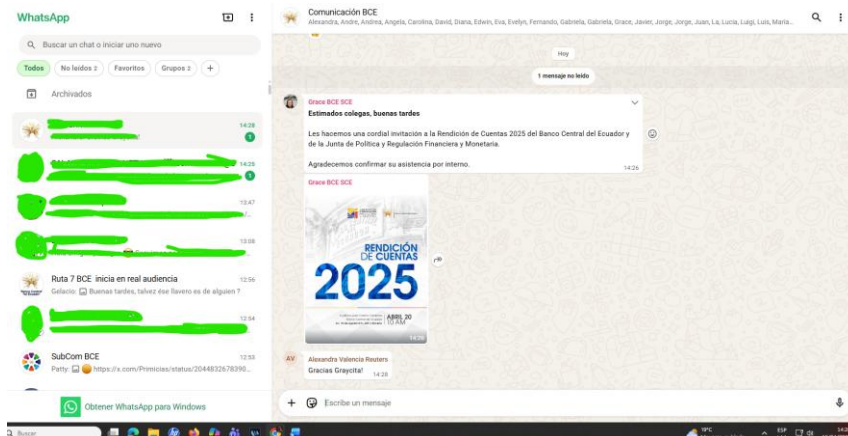 WhatsApp
Buscar un chat o iniciar uno nuevo
Todos
No leídos 2
Favoritos
Grupos 2
+
Archivados
14:28
1
14:28
1
13:47
13:08
Ruta 7 BCE inicia en real audiencia
12:56
Gelacio: Buenas tardes, talvez ése llavero es de alguien ?
12:54
SubCom BCE
12:53
Patty: https://x.com/Primicias/status/2044832678390...
Obtener WhatsApp para Windows
Comunicación BCE
Alexandra, Andre, Andrea, Angela, Carolina, David, Diana, Edwin, Eva, Evelyn, Fernando, Gabriela, Gabriela, Grace, Javier, Jorge, Jorge, Juan, La, Lucia, Luigi, Luis, Maria...
Hoy
1 mensaje no leído
Grace BCE SCE
Estimados colegas, buenas tardes
Les hacemos una cordial invitación a la Rendición de Cuentas 2025 del Banco Central del Ecuador y
de la Junta de Política y Regulación Financiera y Monetaria.
Agradecemos confirmar su asistencia por interno.
14:26
Grace BCE SCE
RENDICIÓN
DE CUENTAS
2025
ABRIL 20
10 AM
14:26
AV
Alexandra Valencia Reuters
Gracias Graycita!
14:28
Escribe un mensaje
Buscar
19°C
ESP